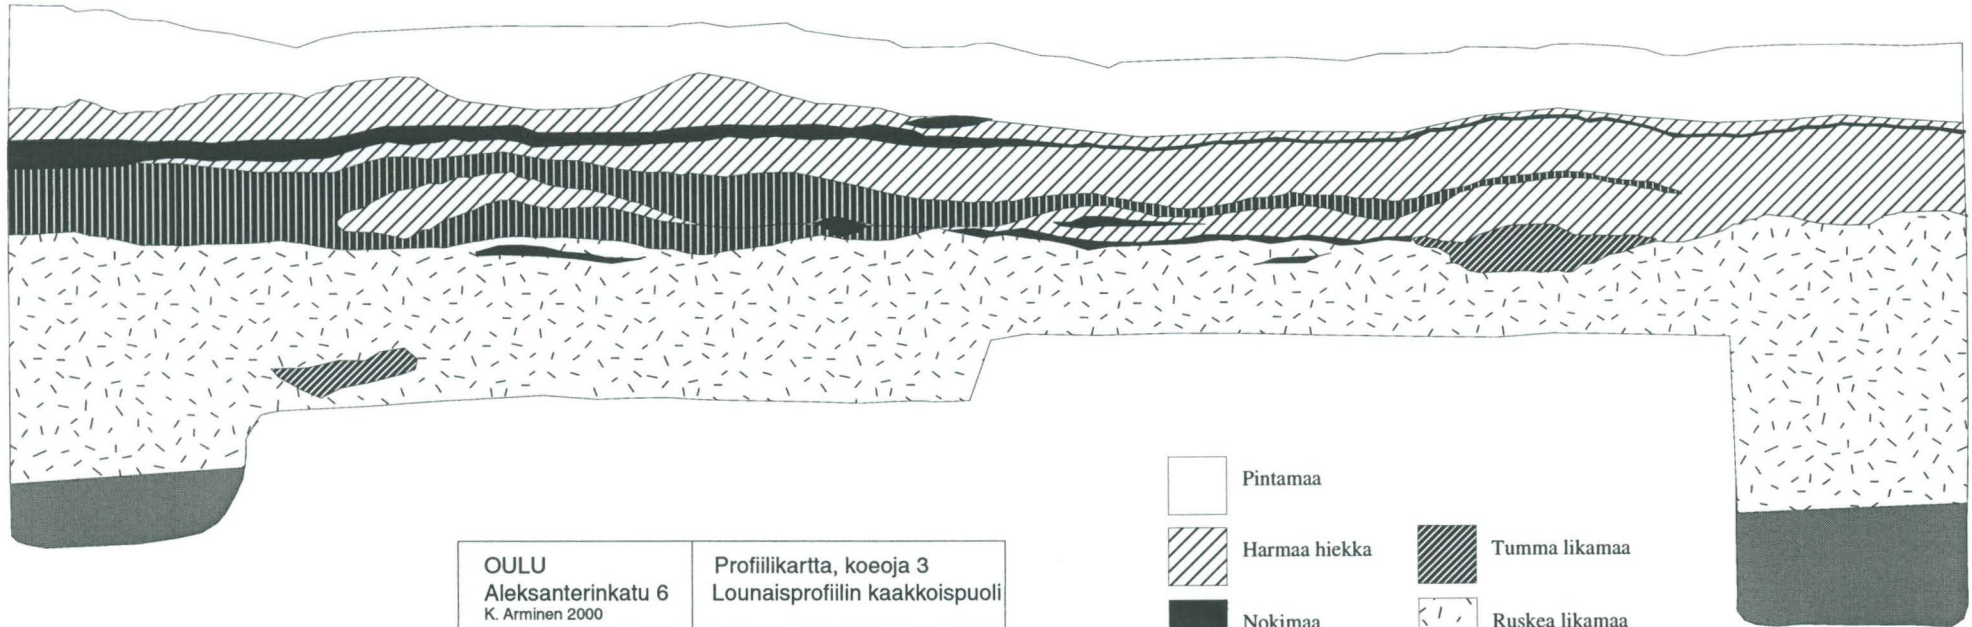 OULU
Aleksanterinkatu 6
K. Arminen 2000
Profiilikartta, koeoja 3
Lounaisprofiilin kaakkoispuoli
Pintamaa
Harmaa hiekka
Nokimaa
Tumma likamaa
Ruskea likamaa